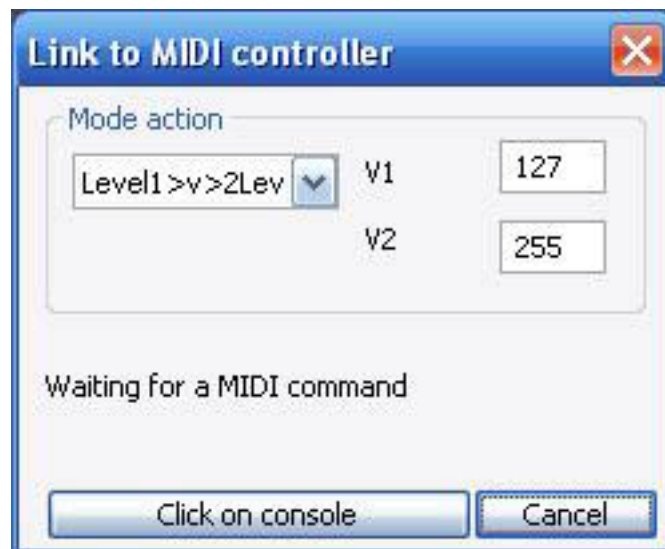 Link to MIDI controller
Mode action
Level1>v>2Lev
V1
127
V2
255
Waiting for a MIDI command
Click on console
Cancel